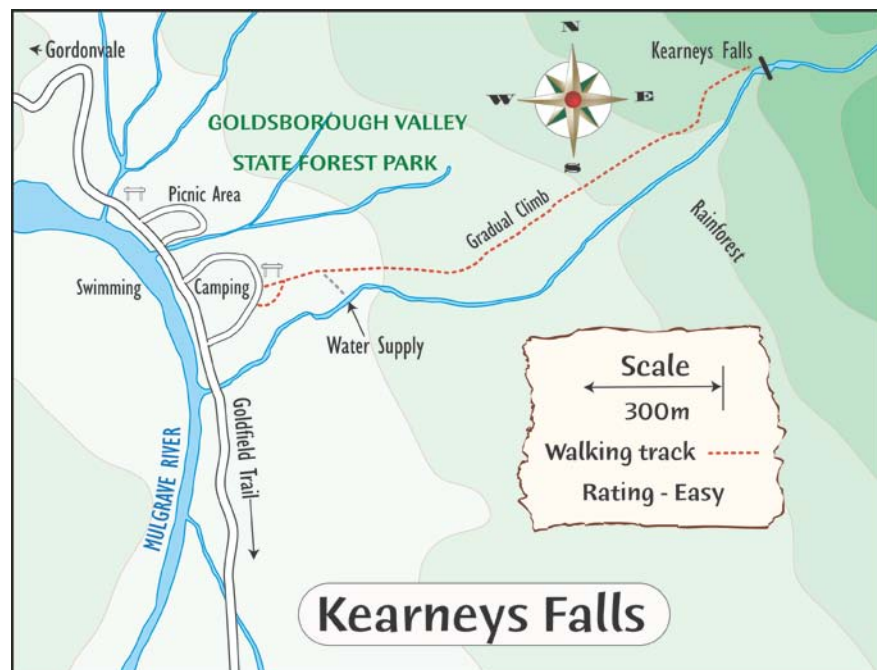 Gordonvale
N
W
E
S
Kearneys Falls
GOLDSBOROUGH VALLEY
STATE FOREST PARK
Picnic Area
Gradual Climb
Rainforest
Swimming
Camping
Water Supply
Goldfield Trail
MULGRAVE RIVER
Scale
300m
Walking track
Rating - Easy
Kearneys Falls